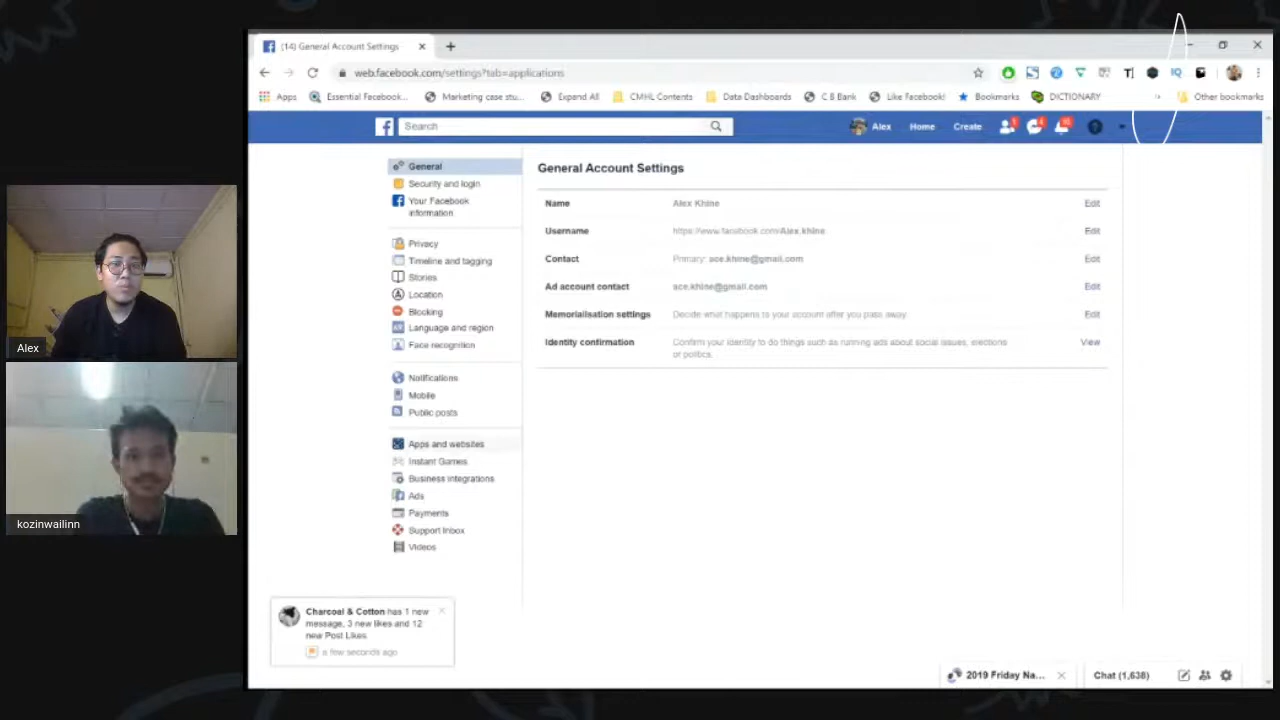 (14) General Account Settings
web.facebook.com/settings?tab=applications
Apps Essential Facebook... Marketing case stu... Expand All CMHL Contents Data Dashboards C B Bank Like Facebook! Bookmarks DICTIONARY Other bookmarks
Search
Alex Home Create
General
Security and login
Your Facebook
information
Privacy
Timeline and tagging
Stories
Location
Blocking
Language and region
Face recognition
Notifications
Mobile
Public posts
Apps and websites
Instant Games
Business integrations
Ads
Payments
Support Inbox
Videos
General Account Settings
Name Alex Khine Edit
Username https://www.facebook.com/Alex.khine Edit
Contact Primary: ace.khine@gmail.com Edit
Ad account contact ace.khine@gmail.com Edit
Memorialisation settings Decide what happens to your account after you pass away. Edit
Identity confirmation Confirm your identity to do things such as running ads about social issues, elections View
or politics.
Alex
kozinwailinn
Charcoal & Cotton has 1 new
message, 3 new likes and 12
new Post Likes
a few seconds ago
2019 Friday Na...
Chat (1,638)